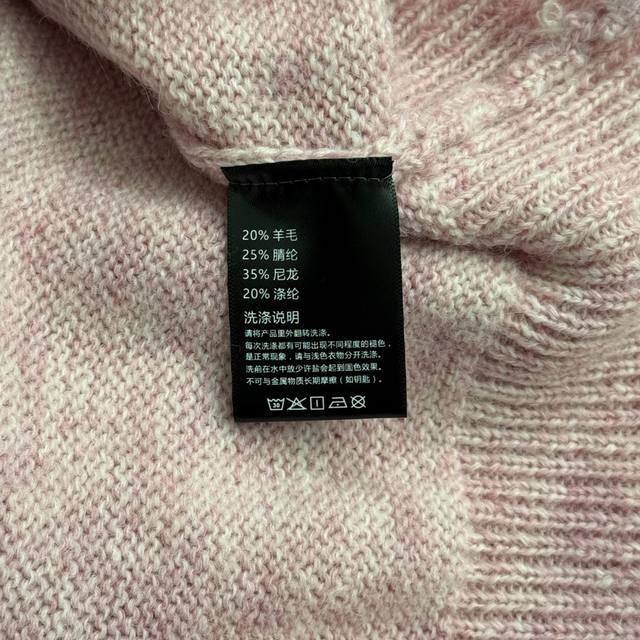 20% 羊毛
25% 腈纶
35% 尼龙
20% 涤纶
洗涤说明
请将产品里外翻转洗涤。
每次洗涤都有可能出现不同程度的褪色，
是正常现象，请与浅色衣物分开洗涤。
洗前在水中放少许盐会起到固色效果。
不可与金属物质长期摩擦（如钥匙）。
30